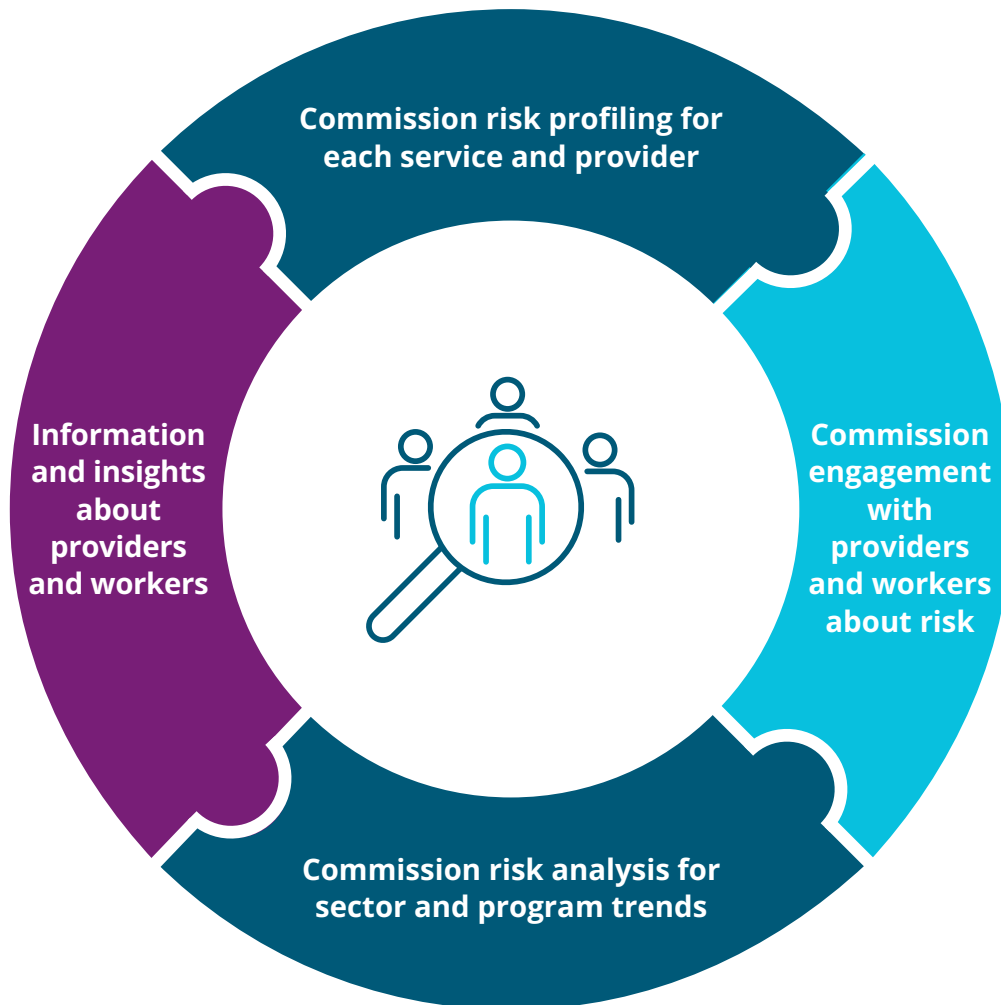 Commission risk profiling for
each service and provider
Information
and insights
about
providers
and workers
Commission
engagement
with
providers
and workers
about risk
Commission risk analysis for
sector and program trends